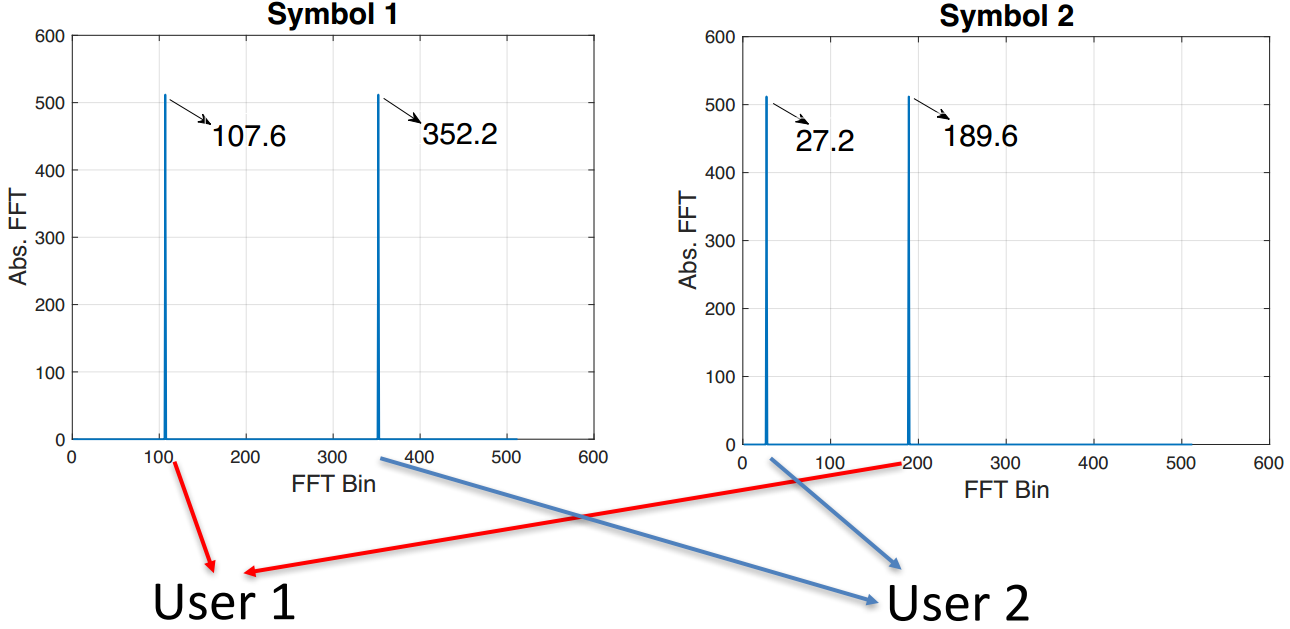 Symbol 1
600
500
400
300
200
100
0
Abs. FFT
107.6
352.2
0 100 200 300 400 500 600
FFT Bin
Symbol 2
600
500
400
300
200
100
0
Abs. FFT
27.2
189.6
0 100 200 300 400 500 600
FFT Bin
User 1
User 2